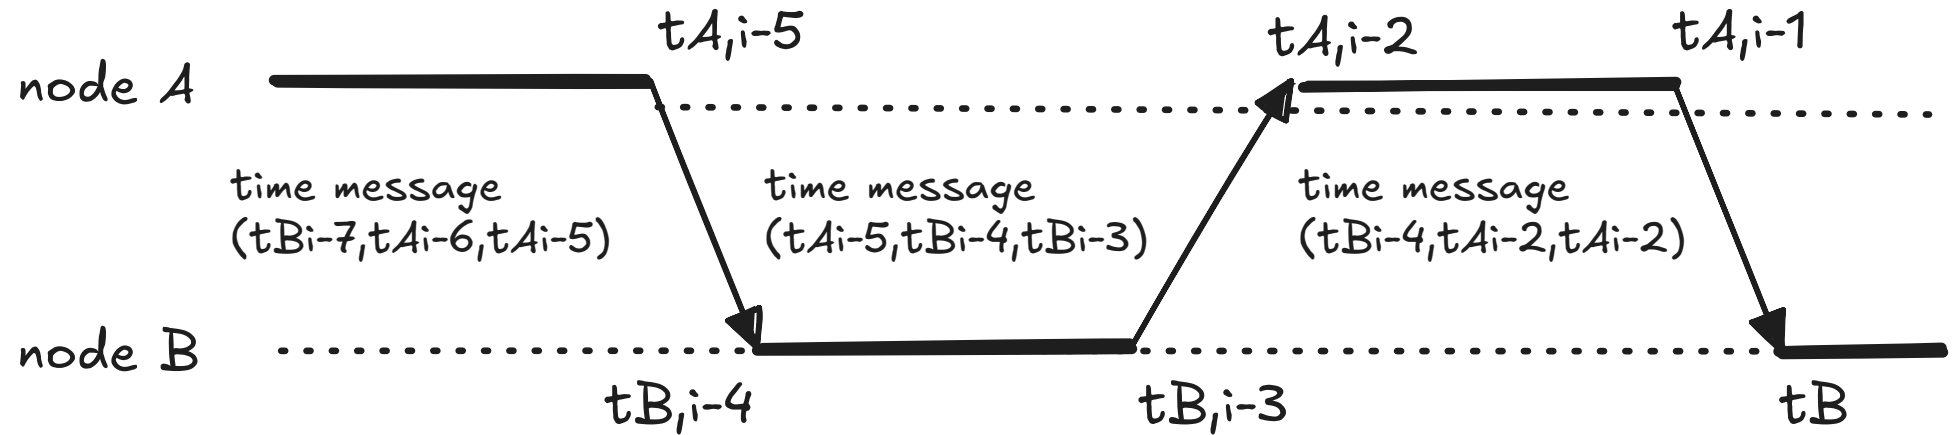 tA,i-5
tA,i-2
tA,i-1
node A
time message
(tBi-7,tAi-6,tAi-5)
time message
(tAi-5,tBi-4,tBi-3)
time message
(tBi-4,tAi-2,tAi-2)
node B
tB,i-4
tB,i-3
tB